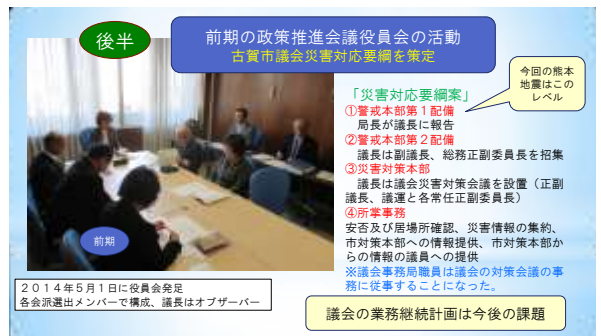 後半
前期の政策推進会議役員会の活動
古賀市議会災害対応要綱を策定
今回の熊本
地震はこの
レベル
「災害対応要綱案」
①警戒本部第１配備
局長が議長に報告
②警戒本部第２配備
議長は副議長、総務正副委員長を招集
③災害対策本部
議長は議会災害対策会議を設置（正副
議長、議運と各常任正副委員長）
④所掌事務
安否及び居場所確認、災害情報の集約、
市対策本部への情報提供、市対策本部か
らの情報の議員への提供
※議会事務局職員は議会の対策会議の事
務に従事することになった。
前期
２０１４年５月１日に役員会発足
各会派選出メンバーで構成、議長はオブザーバー
議会の業務継続計画は今後の課題